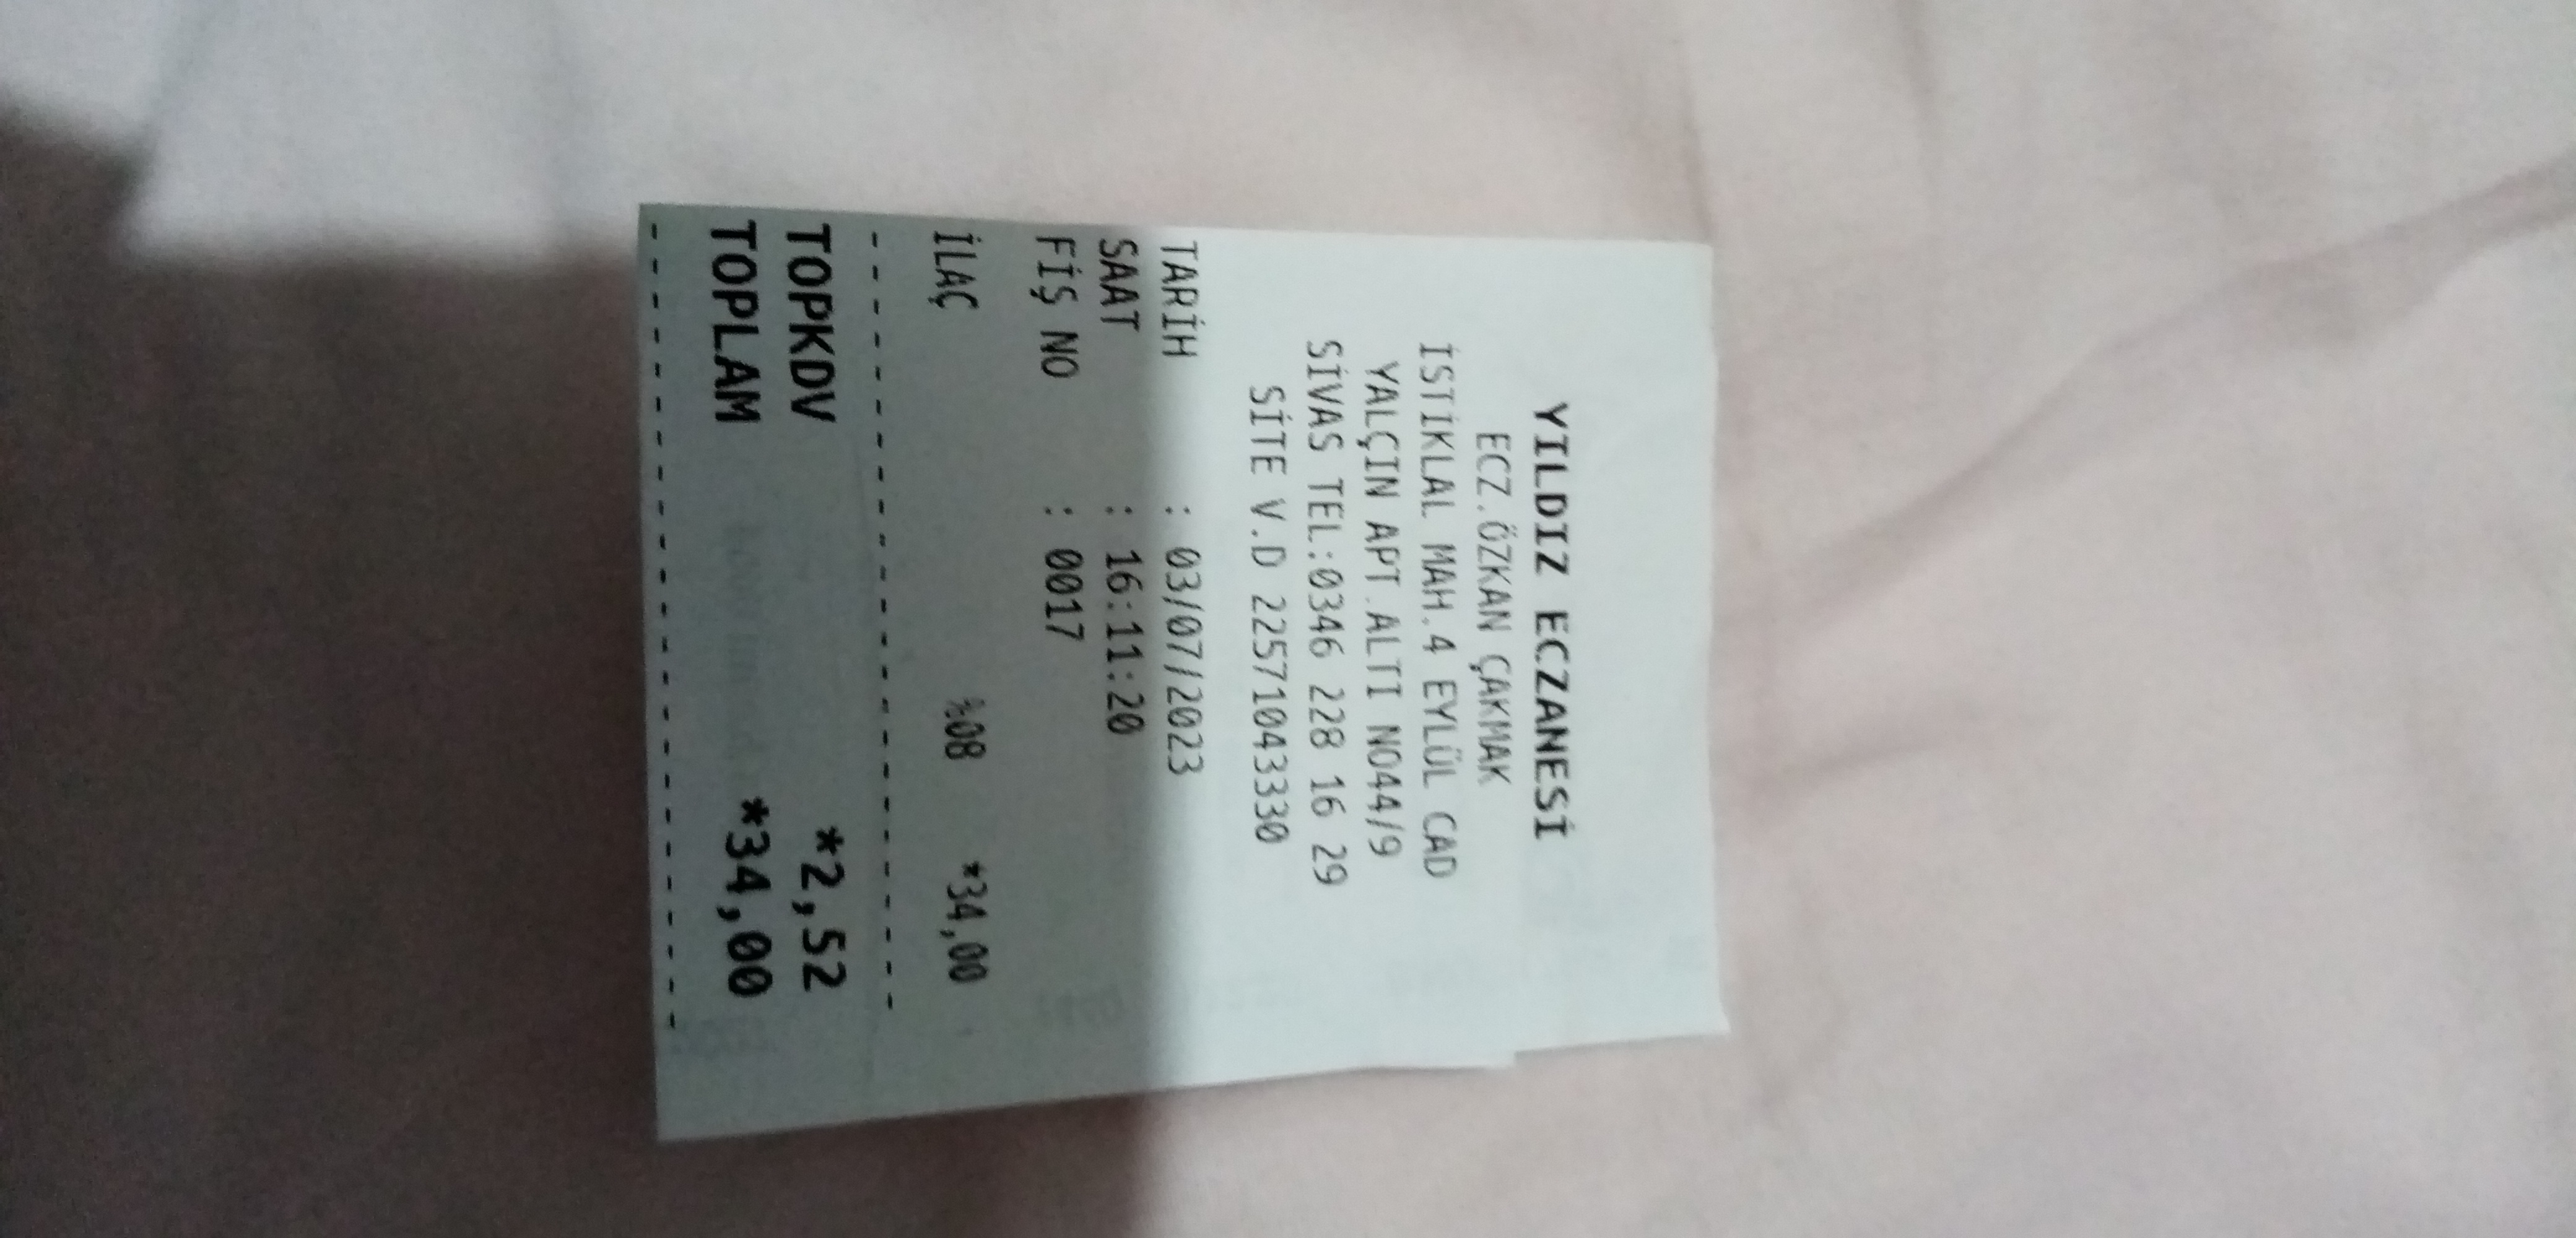 YILDIZ ECZANESİ
ECZ.ÖZKAN ÇAKMAK
İSTİKLAL MAH.4 EYLÜL CAD
YALÇIN APT.ALTI NO44/9
SİVAS TEL:0346 228 16 29
SİTE V.D 22571043330
TARİH : 03/07/2023
SAAT : 16:11:20
FİŞ NO : 0017
İLAÇ %08 *34,00
TOPKDV *2,52
TOPLAM *34,00